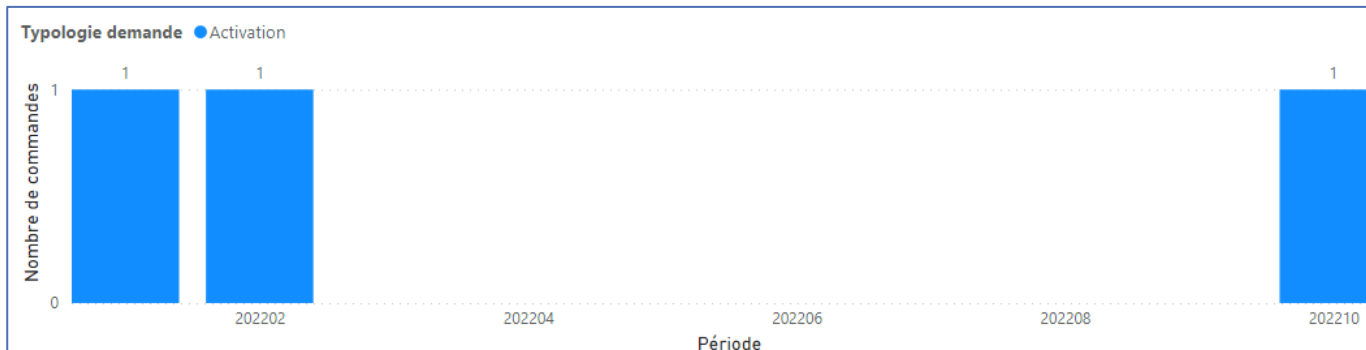 Typologie demande Activation
1 1 1
Nombre de commandes
1
0
202202 202204 202206 202208 202210
Période